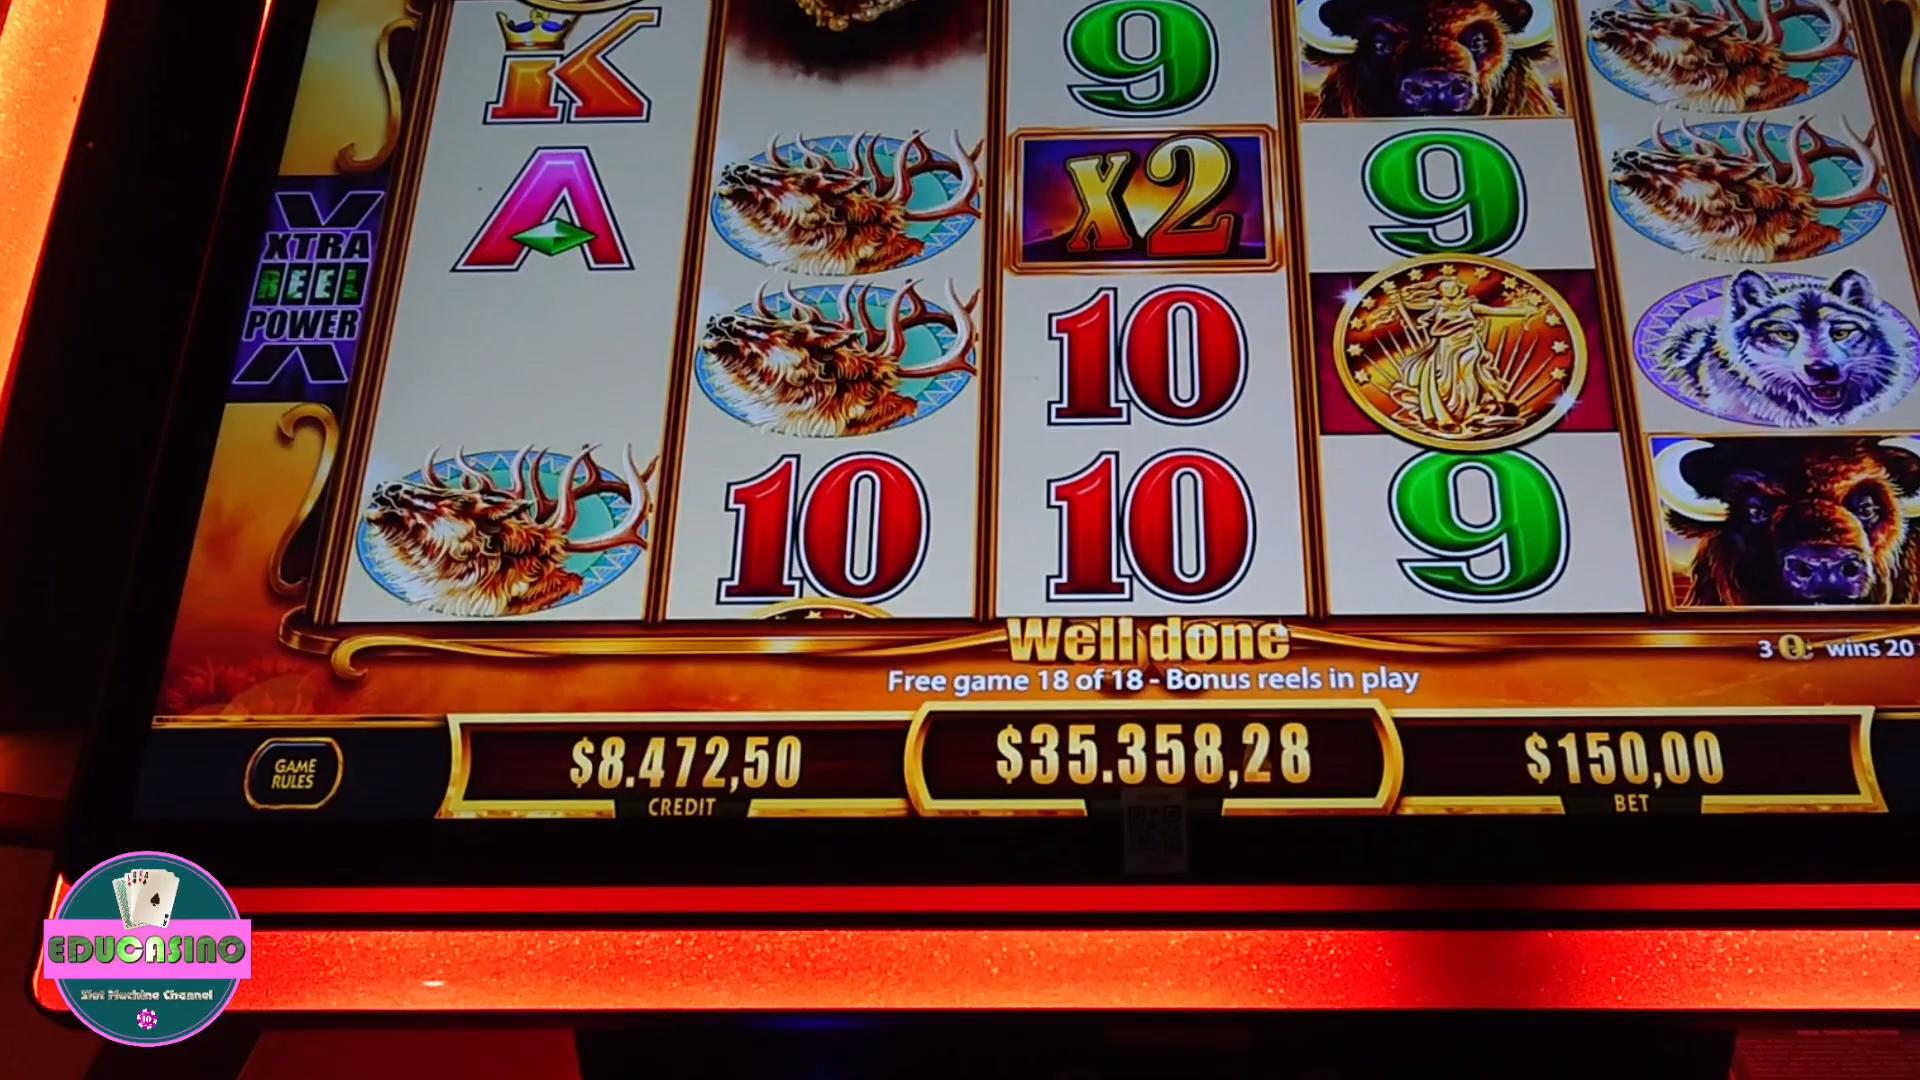 K
9
A
X2
9
XTRA
REEL
POWER
10
10
10
9
Well done
3 wins 20
Free game 18 of 18 - Bonus reels in play
GAME
RULES
$8.472,50
$35.358,28
$150,00
CREDIT
BET
EDUCASINO
Slot Machine Channel
10